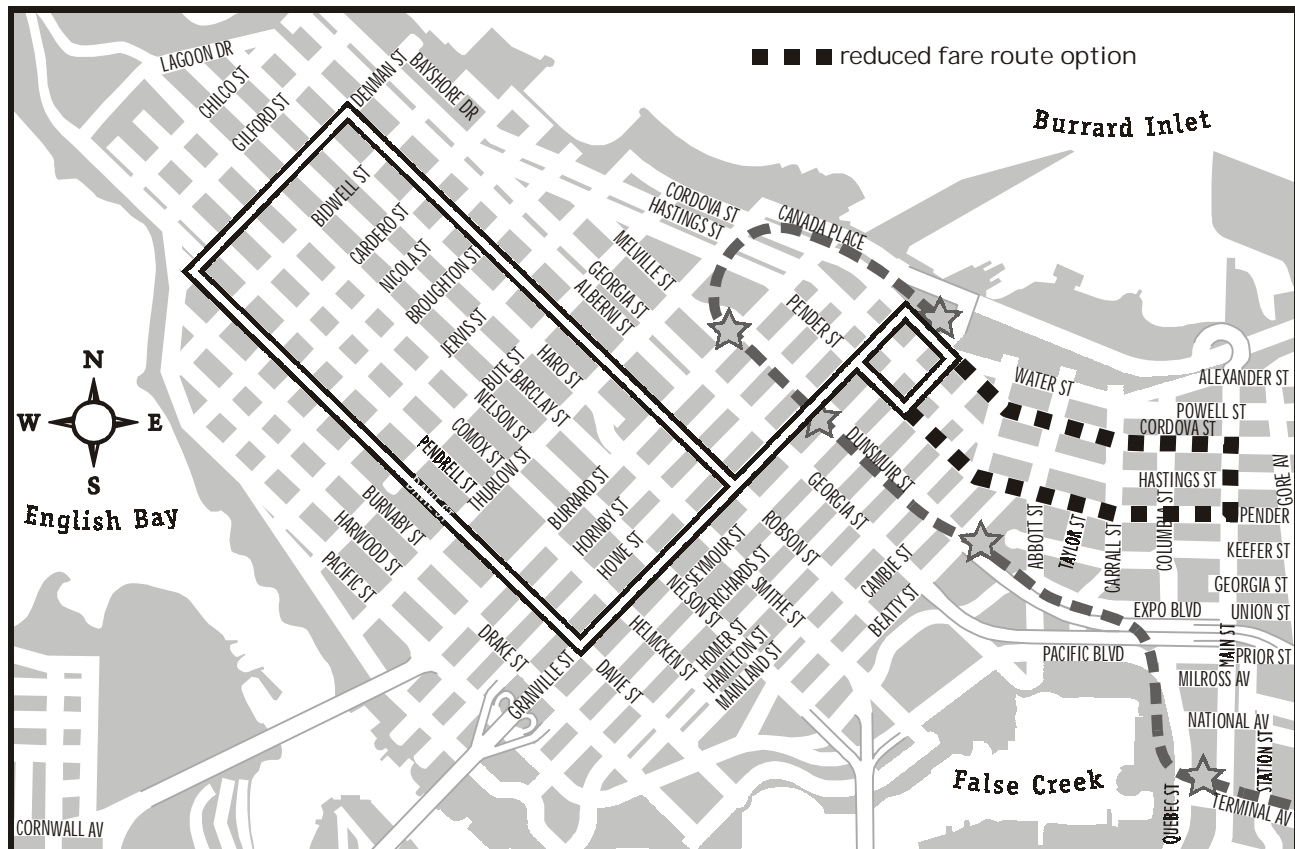 reduced fare route option
LAGOON DR
DENMAN ST
BAYSHORE DR
CHILCO ST
GILFORD ST
Burrard Inlet
BIDWELL ST
CARDERO ST
NICOLA ST
BROUGHTON ST
JERVIS ST
CORDOVA ST
HASTINGS ST
CANADA PLACE
MELVILLE ST
GEORGIA ST
ALBERNI ST
PENDER ST
HARO ST
BUTE ST
BARCLAY ST
NELSON ST
COMOX ST
PENDRELL ST
THURLOW ST
WATER ST
ALEXANDER ST
POWELL ST
CORDOVA ST
HASTINGS ST
GORE AV
PENDER
N
W
E
S
English Bay
BURNABY ST
HARWOOD ST
PACIFIC ST
BURRARD ST
HORNBY ST
HOWE ST
DUNSMUIR ST
GEORGIA ST
ROBSON ST
SEYMOUR ST
RICHARDS ST
NELSON ST
SMITHE ST
CAMBIE ST
BEATTY ST
ABBOTT ST
TAYLOR ST
CARRALL ST
COLUMBIA ST
KEEFER ST
GEORGIA ST
EXPO BLVD
UNION ST
MAIN ST
PRIOR ST
PACIFIC BLVD
MILROSS AV
HOMER ST
HAMILTON ST
MAINLAND ST
HELMCKEN ST
DRAKE ST
GRANVILLE ST
DAVIE ST
NATIONAL AV
STATION ST
False Creek
QUEBEC ST
TERMINAL AV
CORNWALL AV